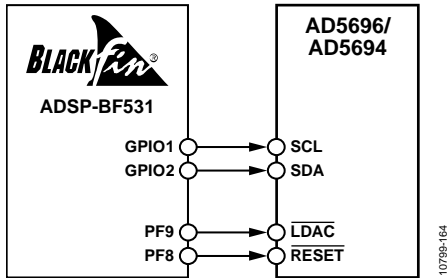 BLACKfin®
ADSP-BF531
AD5696/
AD5694
GPIO1
SCL
GPIO2
SDA
PF9
LDAC
PF8
RESET
10799-164